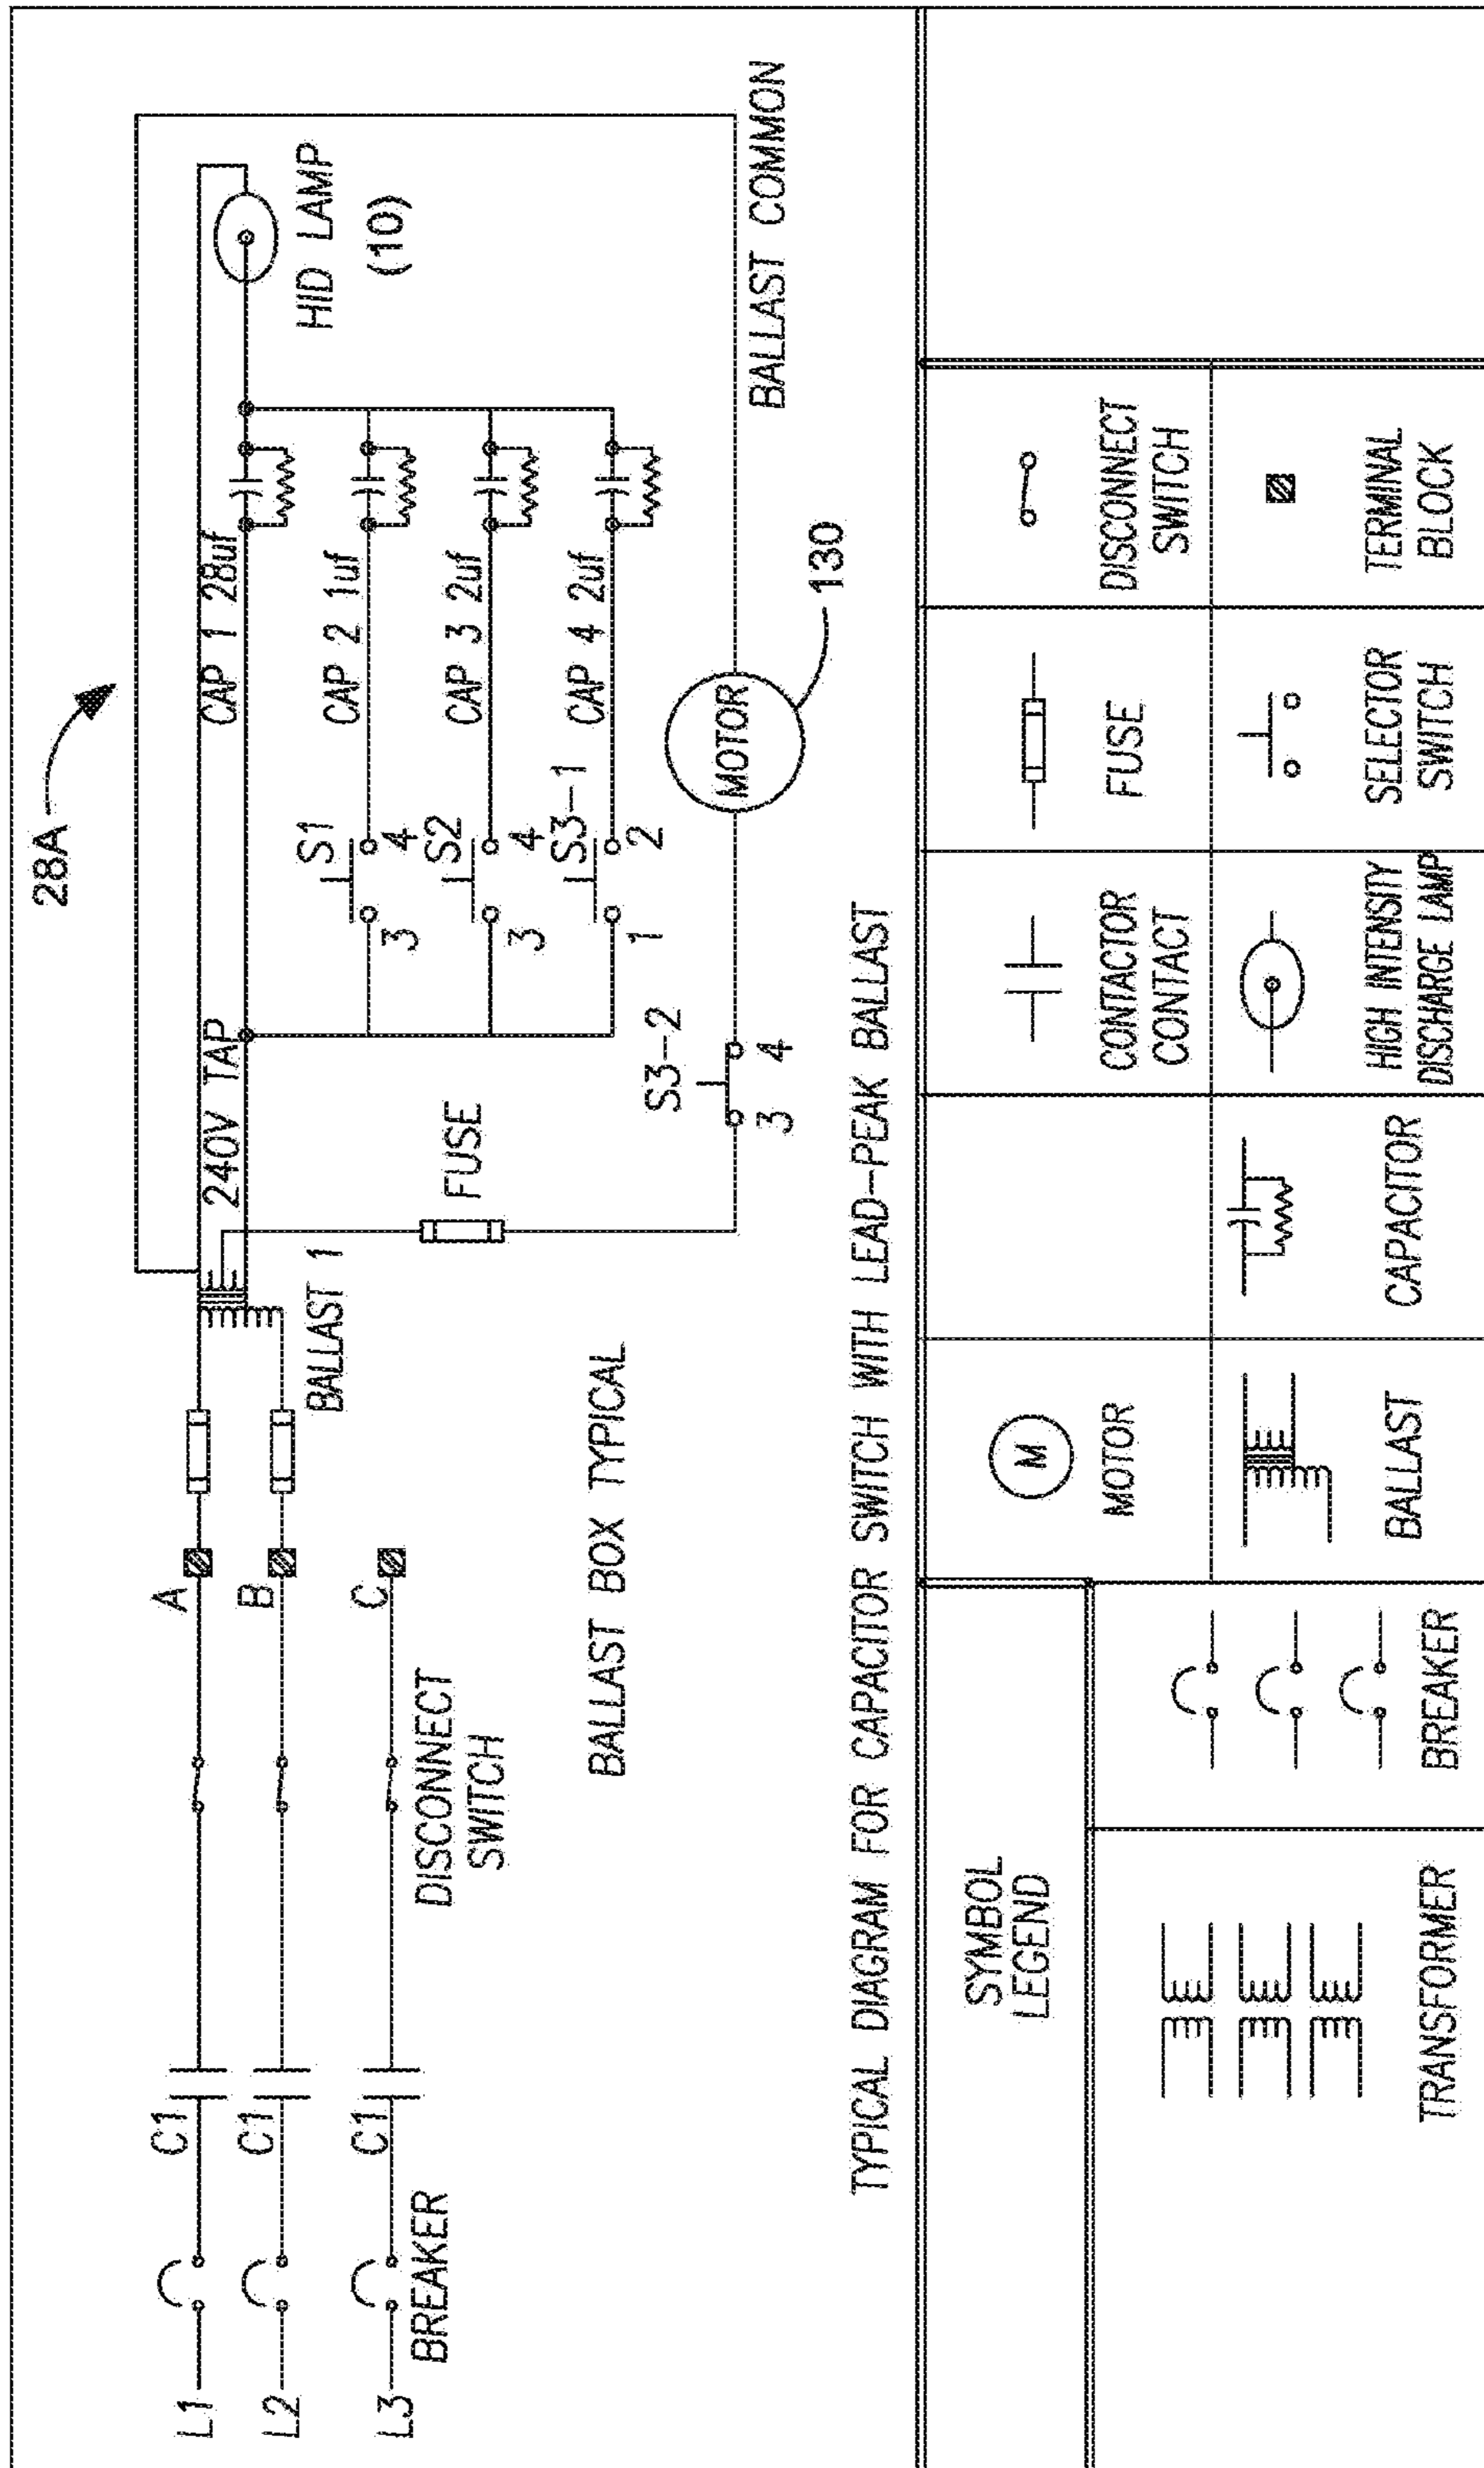 28A
L1
L2
L3
BREAKER
C1
C1
C1
DISCONNECT
SWITCH
A
B
C
BALLAST 1
BALLAST BOX TYPICAL
240V TAP
FUSE
S3-2
3
4
S1
3
4
S2
3
4
S3-1
1
2
CAP 1 28uf
CAP 2 1uf
CAP 3 2uf
CAP 4 2uf
HID LAMP
(10)
MOTOR
130
BALLAST COMMON
TYPICAL DIAGRAM FOR CAPACITOR SWITCH WITH LEAD-PEAK BALLAST
SYMBOL
LEGEND
TRANSFORMER
BREAKER
M
MOTOR
BALLAST
CAPACITOR
CONTACTOR
CONTACT
HIGH INTENSITY
DISCHARGE LAMP
FUSE
SELECTOR
SWITCH
DISCONNECT
SWITCH
TERMINAL
BLOCK